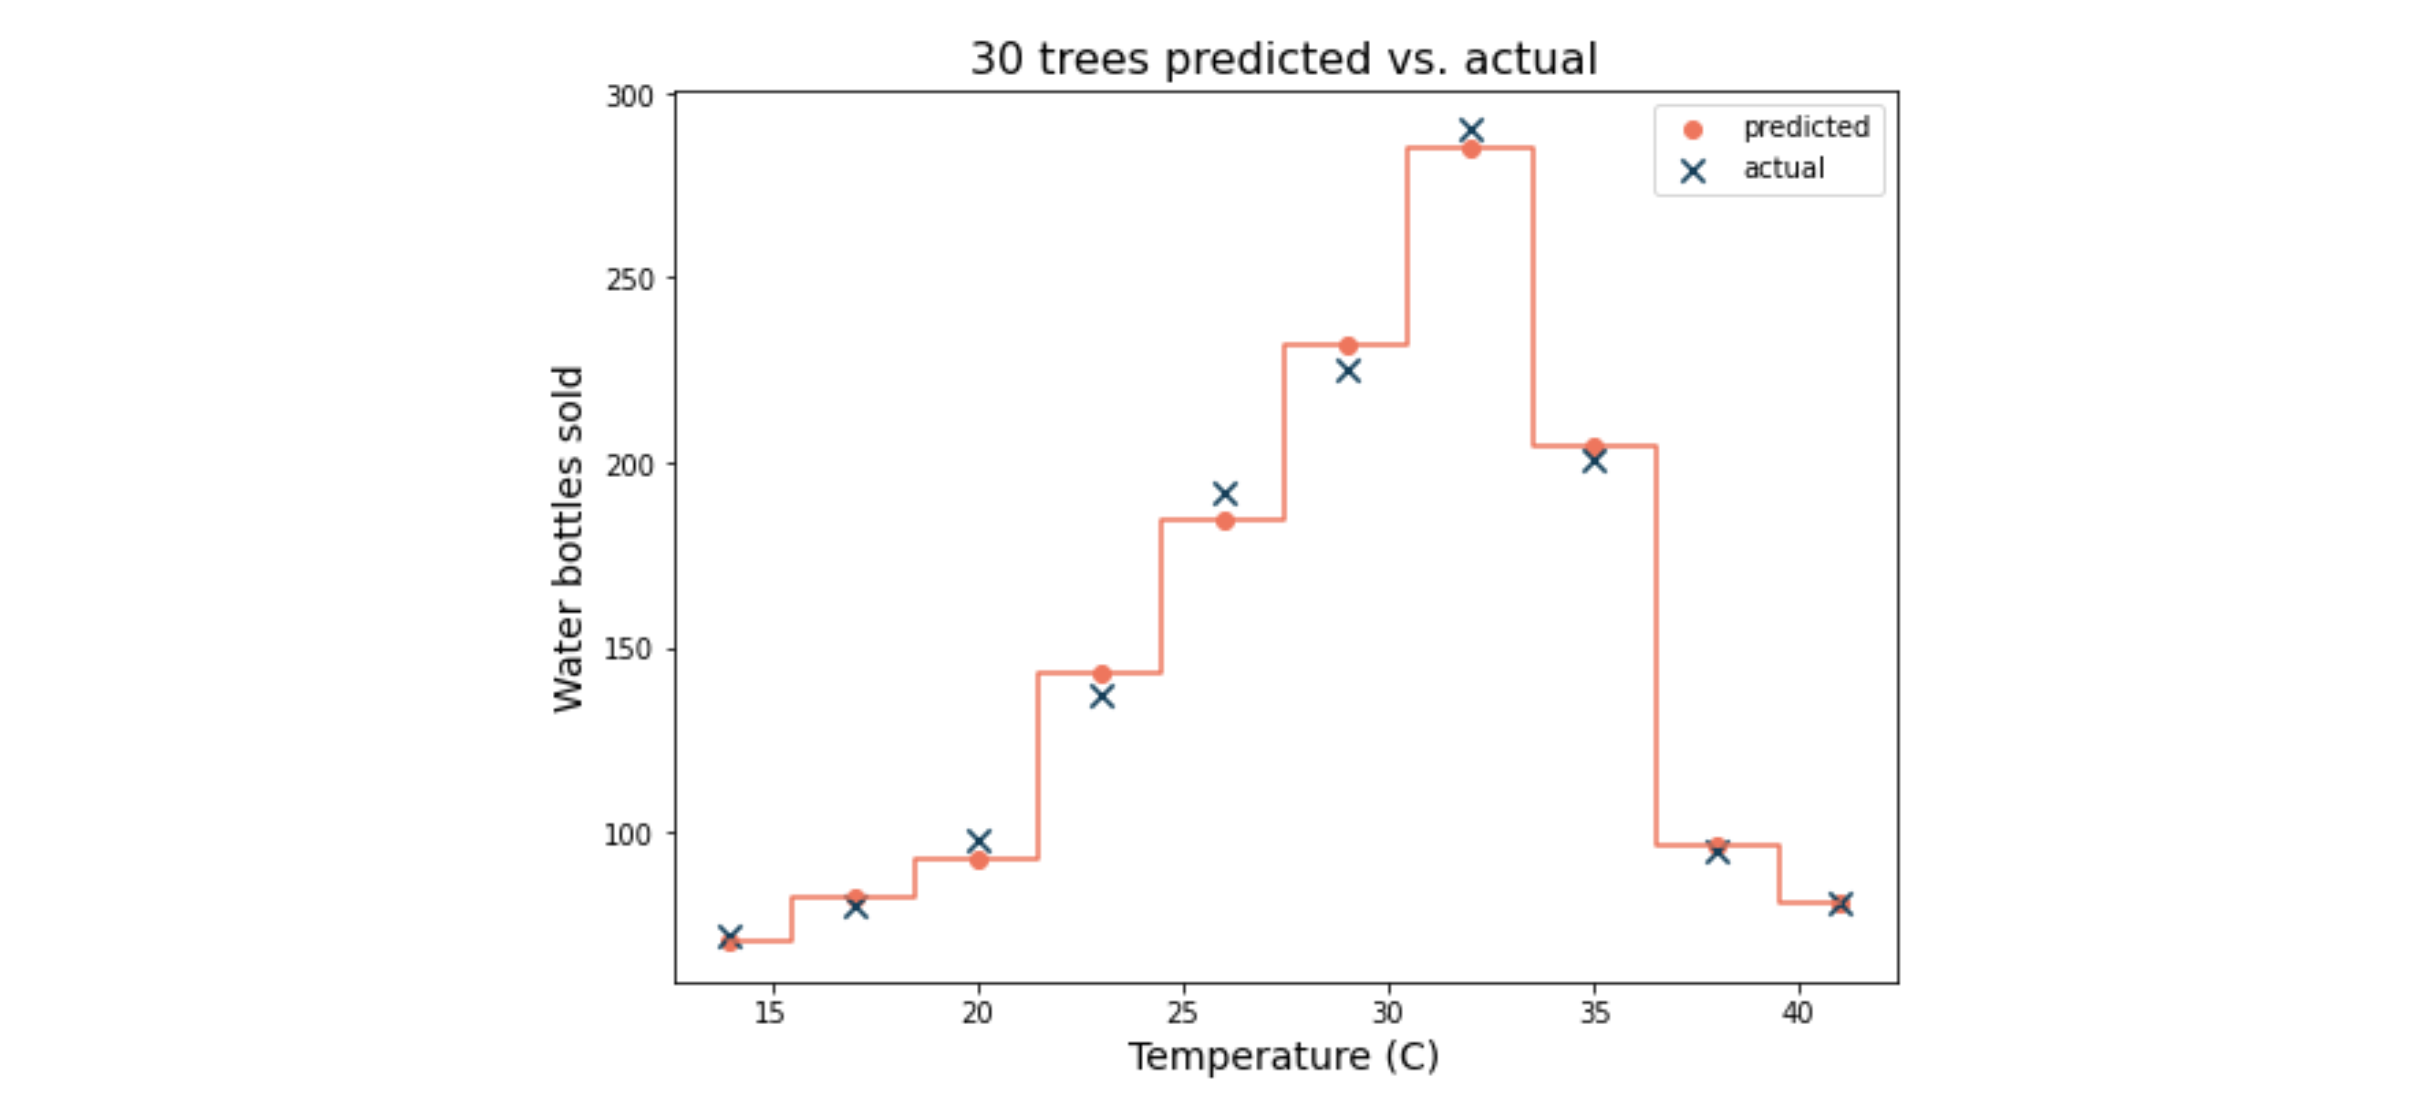 30 trees predicted vs. actual
300
250
200
150
100
Water bottles sold
predicted
actual
15 20 25 30 35 40
Temperature (C)